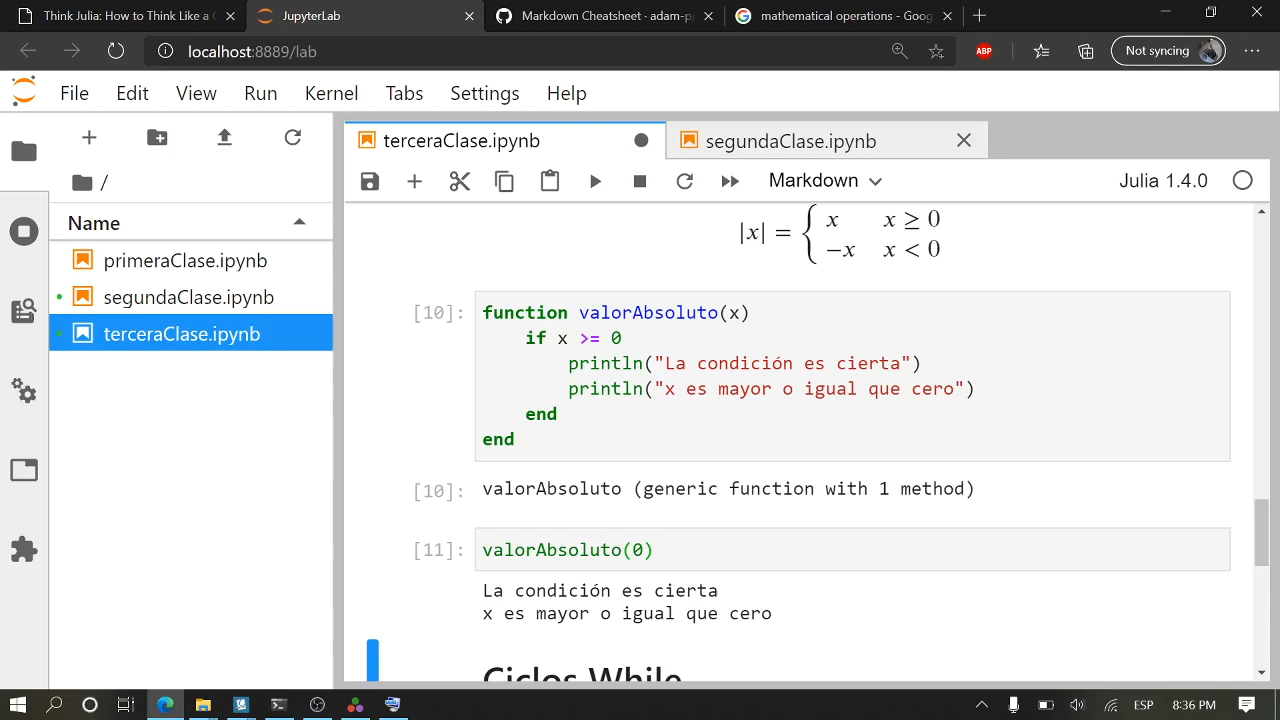 Think Julia: How to Think Like a C
JupyterLab
Markdown Cheatsheet · adam-p/
mathematical operations - Goog
localhost:8889/lab
ABP
Not syncing
File Edit View Run Kernel Tabs Settings Help
terceraClase.ipynb
segundaClase.ipynb
/
Markdown
Julia 1.4.0
Name
primeraClase.ipynb
segundaClase.ipynb
terceraClase.ipynb
|x| = { x x ≥ 0
−x x < 0
[10]: function valorAbsoluto(x)
if x >= 0
println("La condición es cierta")
println("x es mayor o igual que cero")
end
end
[10]: valorAbsoluto (generic function with 1 method)
[11]: valorAbsoluto(0)
La condición es cierta
x es mayor o igual que cero
Ciclos While
ESP 8:36 PM